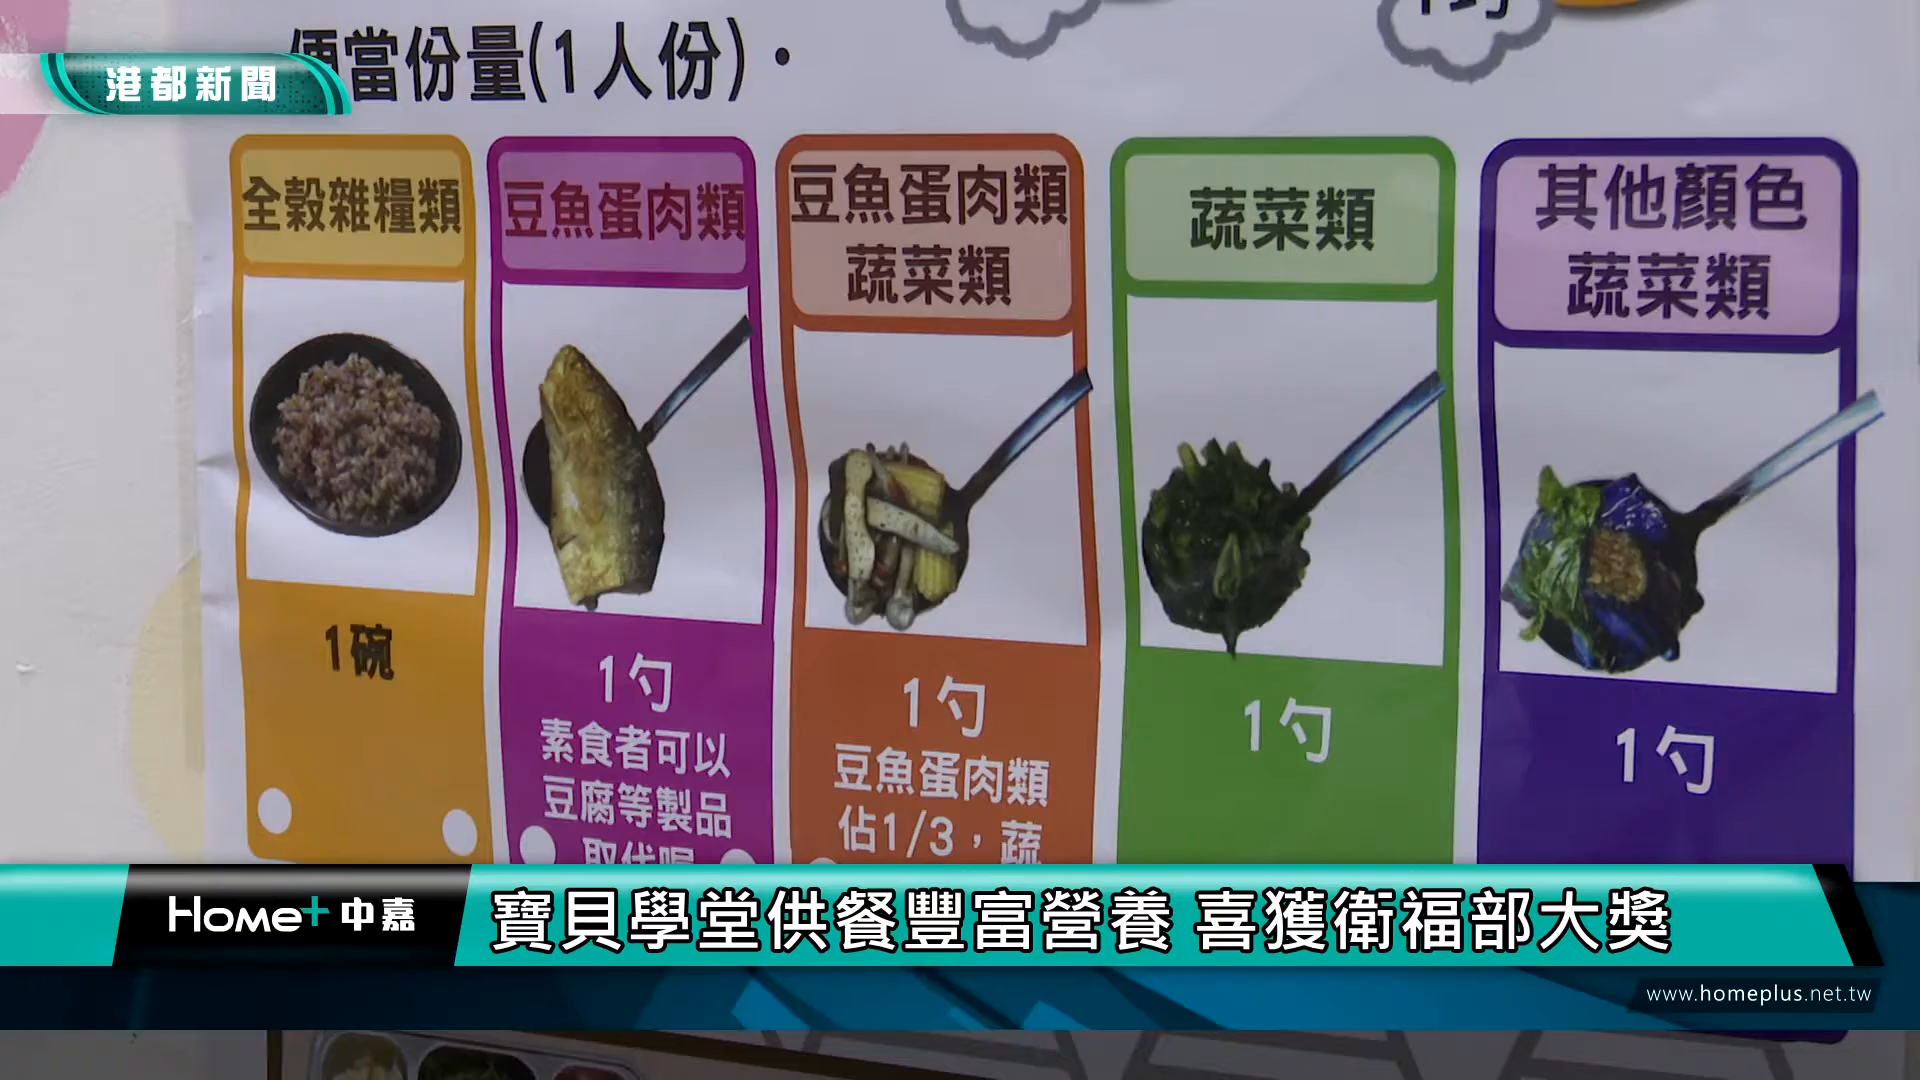 便當份量(1人份)·
港都新聞
全穀雜糧類
豆魚蛋肉類
豆魚蛋肉類
蔬菜類
蔬菜類
其他顏色
蔬菜類
1碗
1勺
素食者可以
豆腐等製品
取代喔
1勺
豆魚蛋肉類
佔1/3，蔬
1勺
1勺
Home+中嘉
寶貝學堂供餐豐富營養 喜獲衛福部大獎
www.homeplus.net.tw